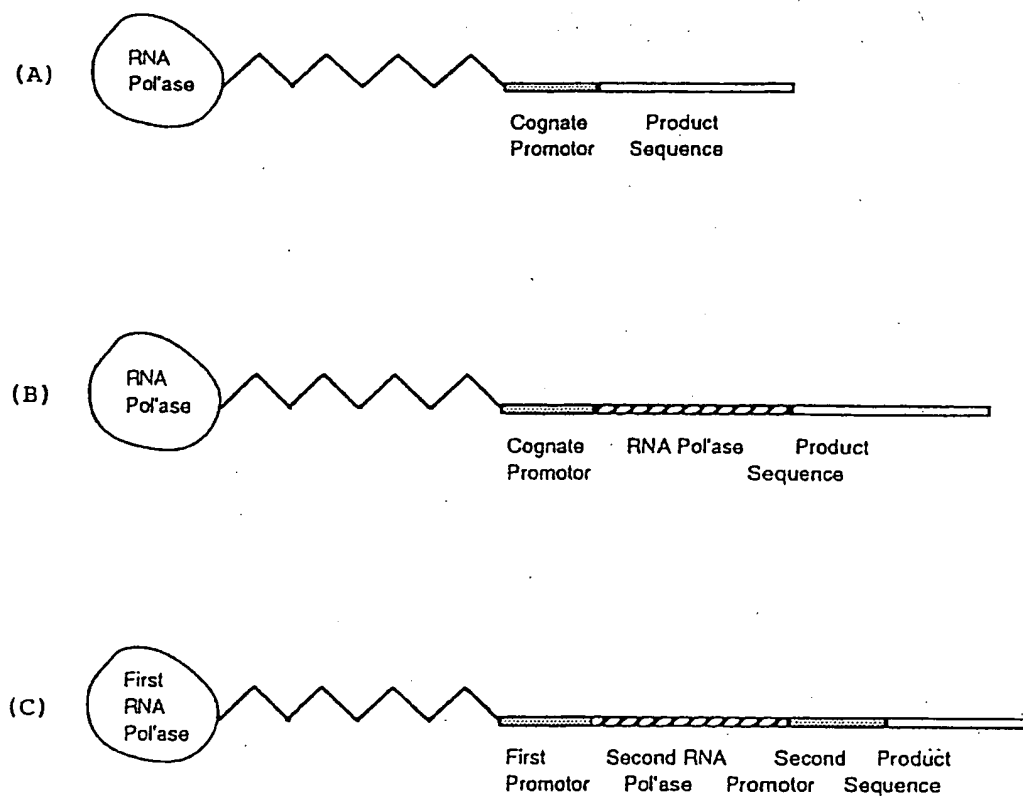 (A)
RNA
Pol'ase
Cognate Product
Promotor Sequence
(B)
RNA
Pol'ase
Cognate RNA Pol'ase Product
Promotor Sequence
(C)
First
RNA
Pol'ase
First Second RNA Second Product
Promotor Pol'ase Promotor Sequence